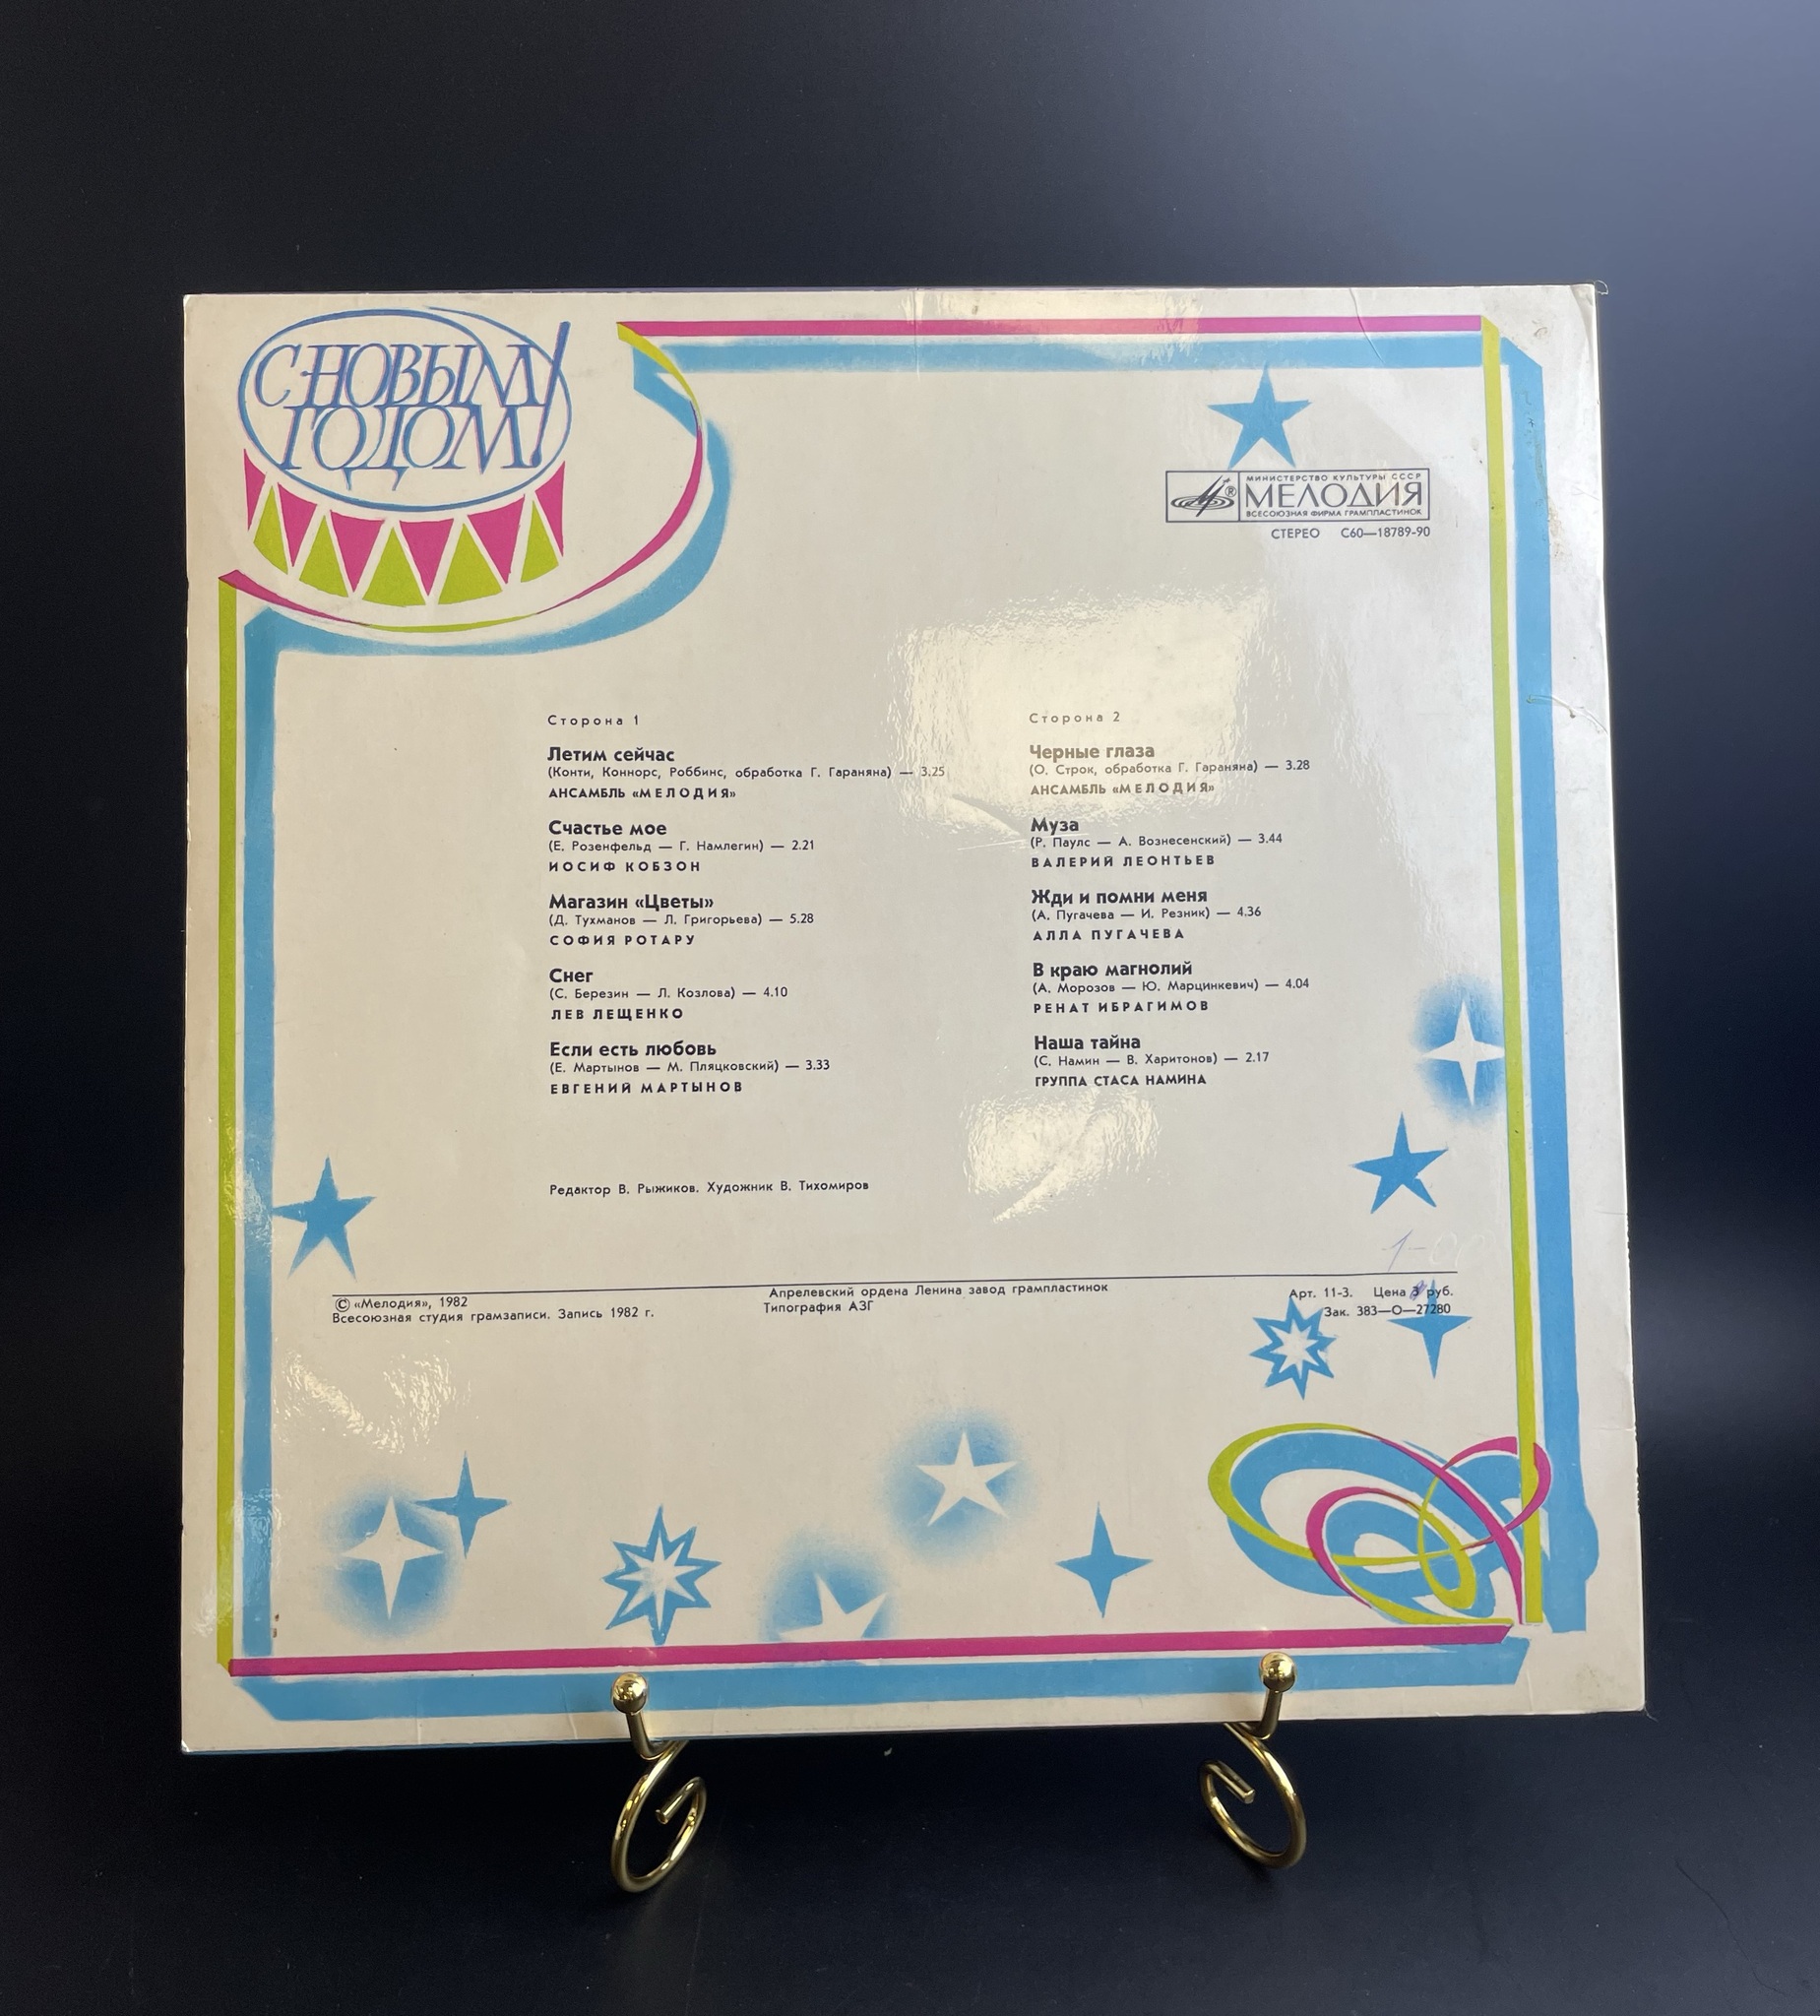 С НОВЫМ
ГОДОМ!
МИНИСТЕРСТВО КУЛЬТУРЫ СССР
МЕЛОДИЯ
ВСЕСОЮЗНАЯ ФИРМА ГРАМПЛАСТИНОК
СТЕРЕО С60—18789-90
Сторона 1
Летим сейчас
(Конти, Коннорс, Роббинс, обработка Г. Гараняна) — 3.25
АНСАМБЛЬ «МЕЛОДИЯ»
Счастье мое
(Е. Розенфельд — Г. Намлегин) — 2.21
ИОСИФ КОБЗОН
Магазин «Цветы»
(Д. Тухманов — Л. Григорьева) — 5.28
СОФИЯ РОТАРУ
Снег
(С. Березин — Л. Козлова) — 4.10
ЛЕВ ЛЕЩЕНКО
Если есть любовь
(Е. Мартынов — М. Пляцковский) — 3.33
ЕВГЕНИЙ МАРТЫНОВ
Сторона 2
Черные глаза
(О. Строк, обработка Г. Гараняна) — 3.28
АНСАМБЛЬ «МЕЛОДИЯ»
Муза
(Р. Паулс — А. Вознесенский) — 3.44
ВАЛЕРИЙ ЛЕОНТЬЕВ
Жди и помни меня
(А. Пугачева — И. Резник) — 4.36
АЛЛА ПУГАЧЕВА
В краю магнолий
(А. Морозов — Ю. Марцинкевич) — 4.04
РЕНАТ ИБРАГИМОВ
Наша тайна
(С. Намин — В. Харитонов) — 2.17
ГРУППА СТАСА НАМИНА
Редактор В. Рыжиков. Художник В. Тихомиров
1-00
© «Мелодия», 1982
Всесоюзная студия грамзаписи. Запись 1982 г.
Апрелевский ордена Ленина завод грампластинок
Типография АЗГ
Арт. 11-3. Цена руб.
Зак. 383—О—27280